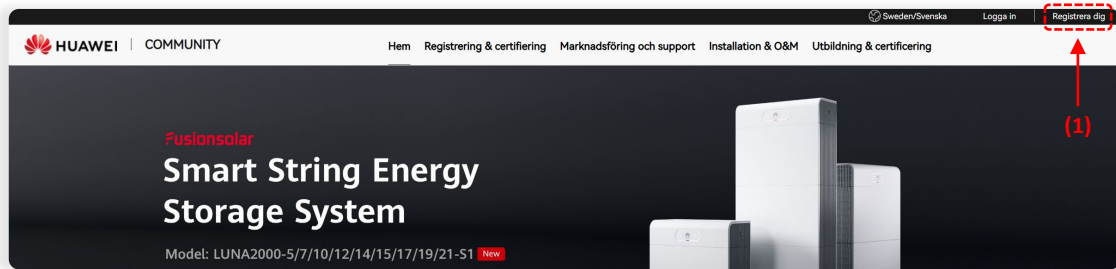 Sweden/Svenska Logga in Registrera dig
HUAWEI COMMUNITY Hem Registrering & certifiering Marknadsföring och support Installation & O&M Utbildning & certificering
(1)
Fusionsolar
Smart String Energy
Storage System
Model: LUNA2000-5/7/10/12/14/15/17/19/21-S1 New